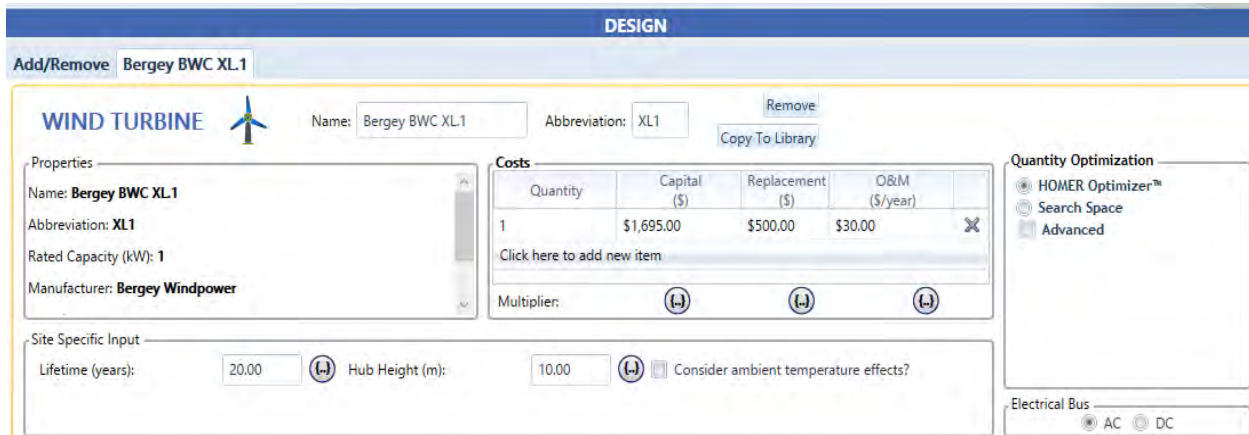 DESIGN
Add/Remove Bergey BWC XL.1
WIND TURBINE Name: Bergey BWC XL.1 Abbreviation: XL1 Remove
Copy To Library
Properties
Name: Bergey BWC XL.1
Abbreviation: XL1
Rated Capacity (kW): 1
Manufacturer: Bergey Windpower
Costs
Quantity Capital ($) Replacement ($) O&M ($/year)
1 $1,695.00 $500.00 $30.00
Click here to add new item
Multiplier: {..} {..} {..}
Quantity Optimization
HOMER Optimizer™
Search Space
Advanced
Site Specific Input
Lifetime (years): 20.00 {..} Hub Height (m): 10.00 {..} Consider ambient temperature effects?
Electrical Bus
AC DC